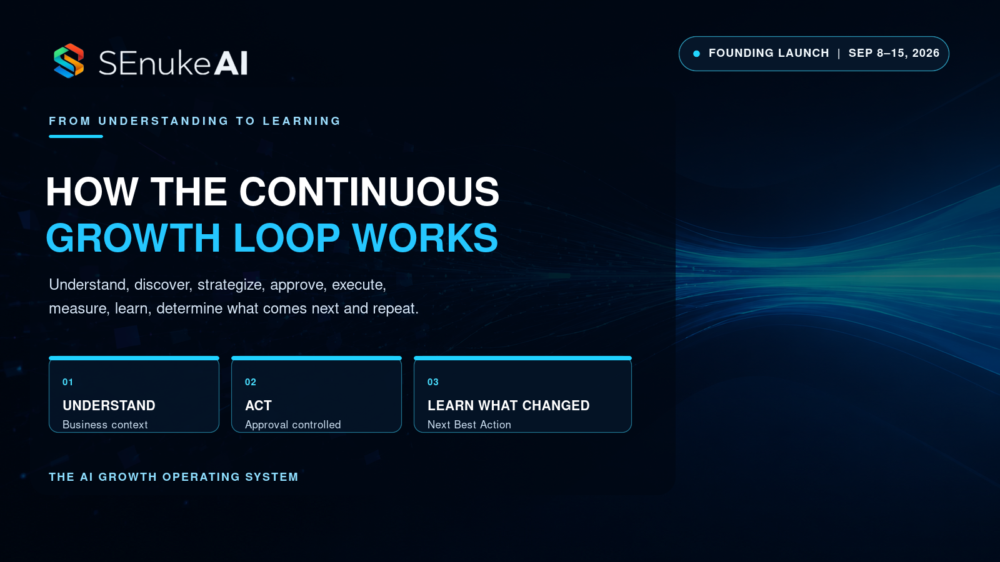 SEnukeAI
FOUNDING LAUNCH | SEP 8–15, 2026
FROM UNDERSTANDING TO LEARNING
HOW THE CONTINUOUS
GROWTH LOOP WORKS
Understand, discover, strategize, approve, execute,
measure, learn, determine what comes next and repeat.
01
UNDERSTAND
Business context
02
ACT
Approval controlled
03
LEARN WHAT CHANGED
Next Best Action
THE AI GROWTH OPERATING SYSTEM